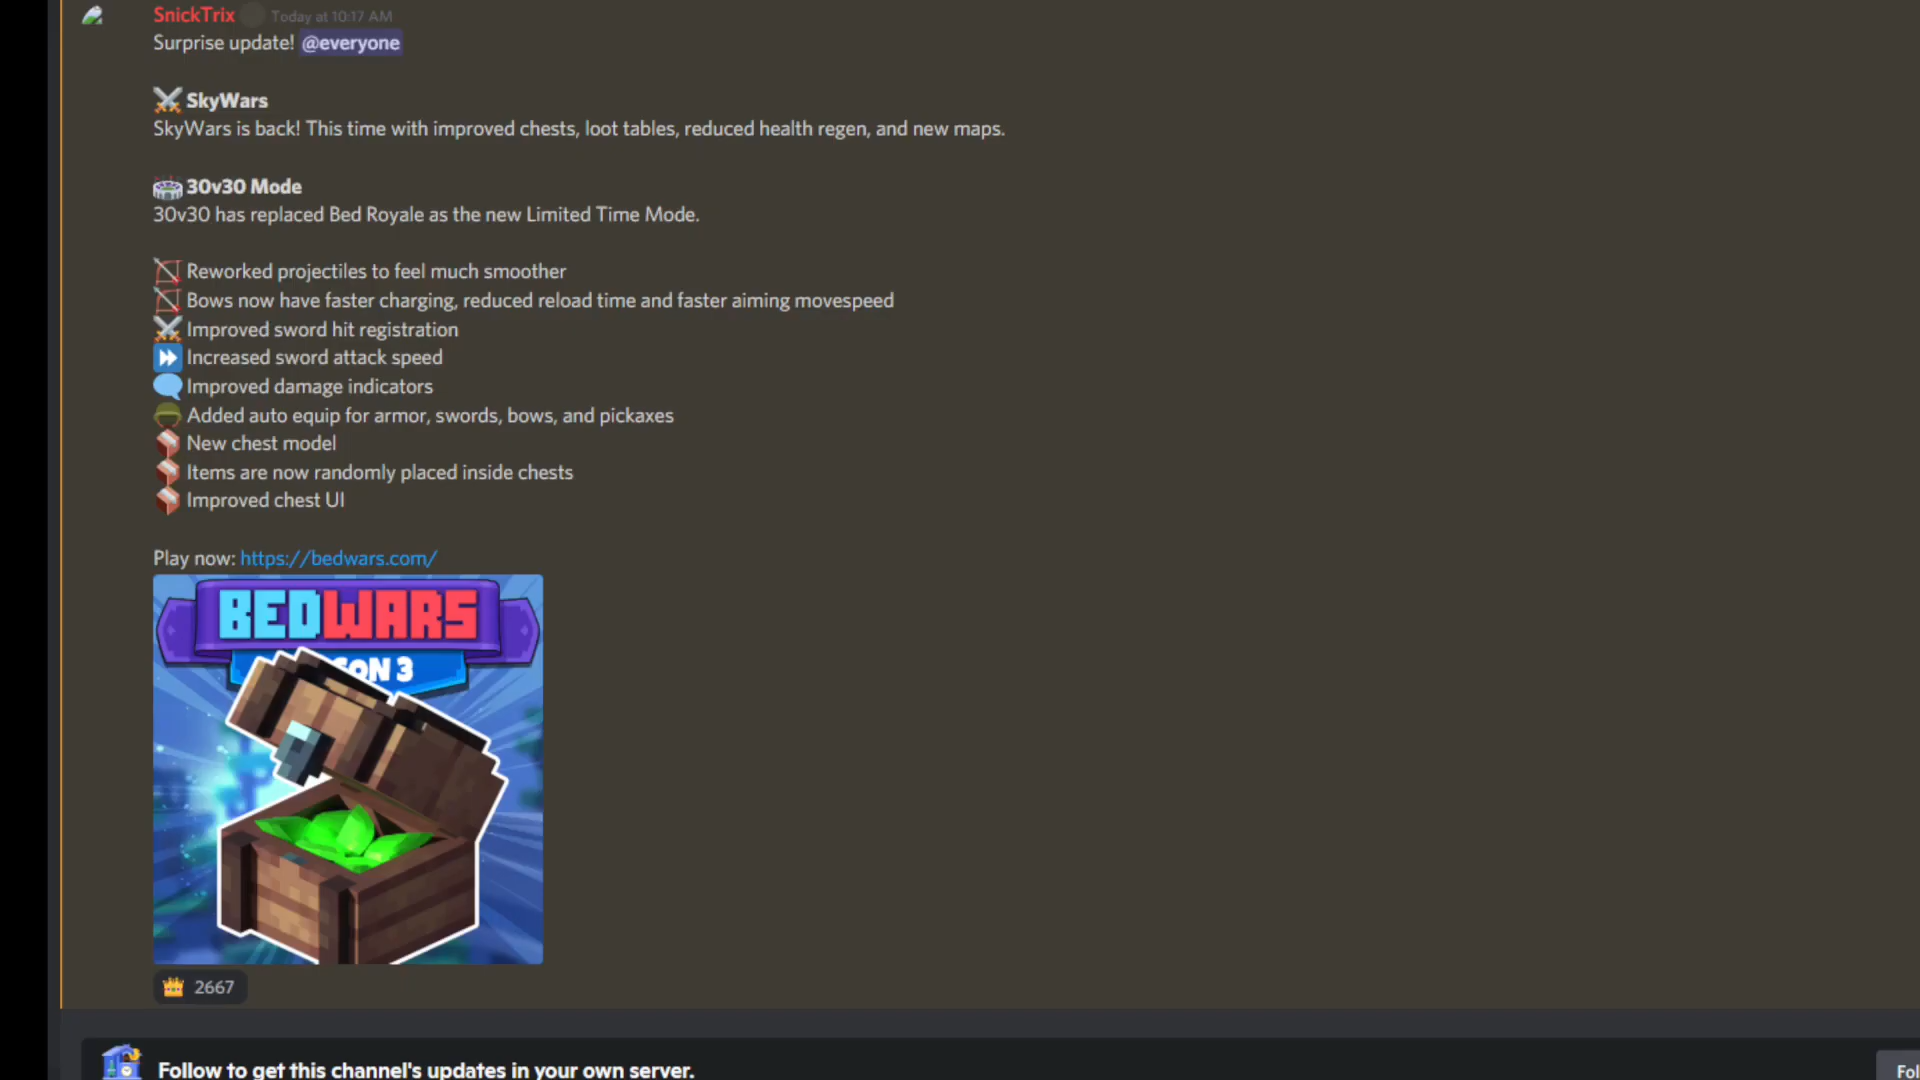 SnickTrix Today at 10:17 AM
Surprise update! @everyone
SkyWars
SkyWars is back! This time with improved chests, loot tables, reduced health regen, and new maps.
30v30 Mode
30v30 has replaced Bed Royale as the new Limited Time Mode.
Reworked projectiles to feel much smoother
Bows now have faster charging, reduced reload time and faster aiming movespeed
Improved sword hit registration
Increased sword attack speed
Improved damage indicators
Added auto equip for armor, swords, bows, and pickaxes
New chest model
Items are now randomly placed inside chests
Improved chest UI
Play now: https://bedwars.com/
BEDWARS
SON 3
2667
Follow to get this channel's updates in your own server.
Fol